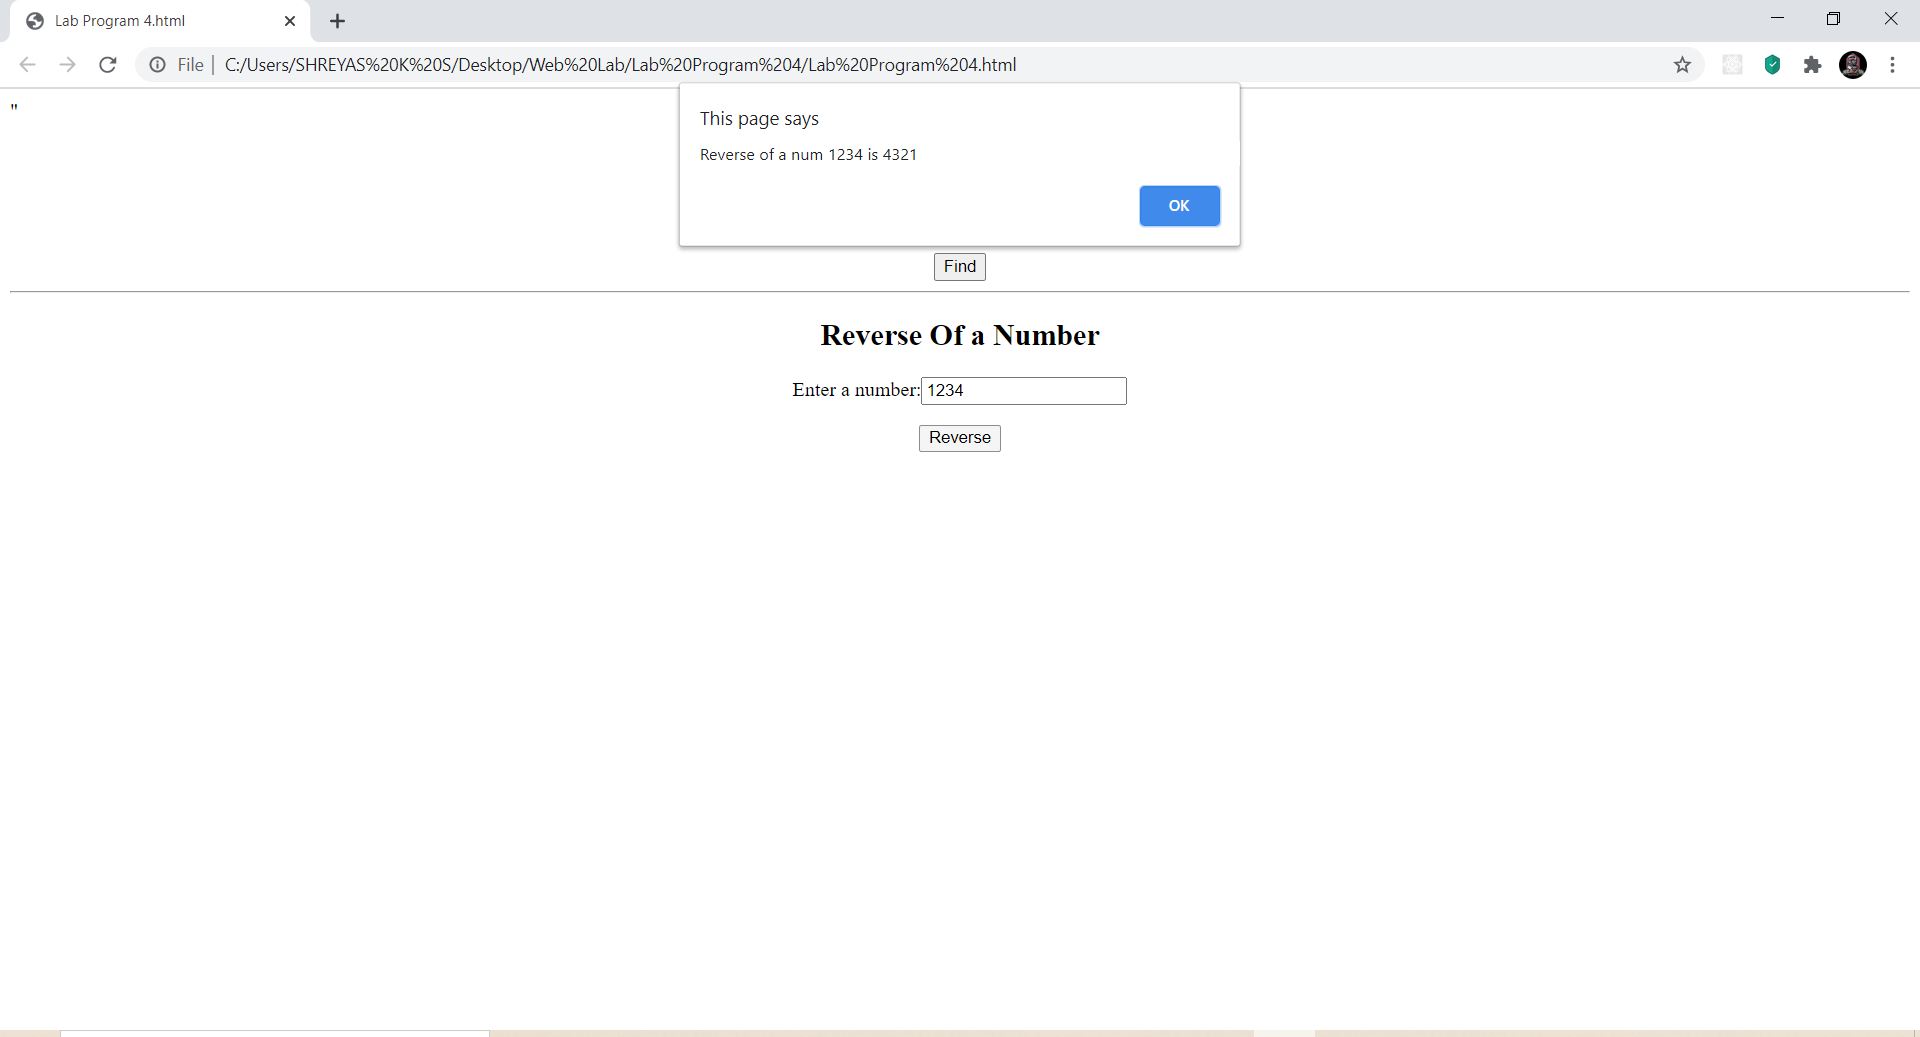 Lab Program 4.html
File | C:/Users/SHREYAS%20K%20S/Desktop/Web%20Lab/Lab%20Program%204/Lab%20Program%204.html
"
This page says
Reverse of a num 1234 is 4321
OK
Find
Reverse Of a Number
Enter a number: 1234
Reverse